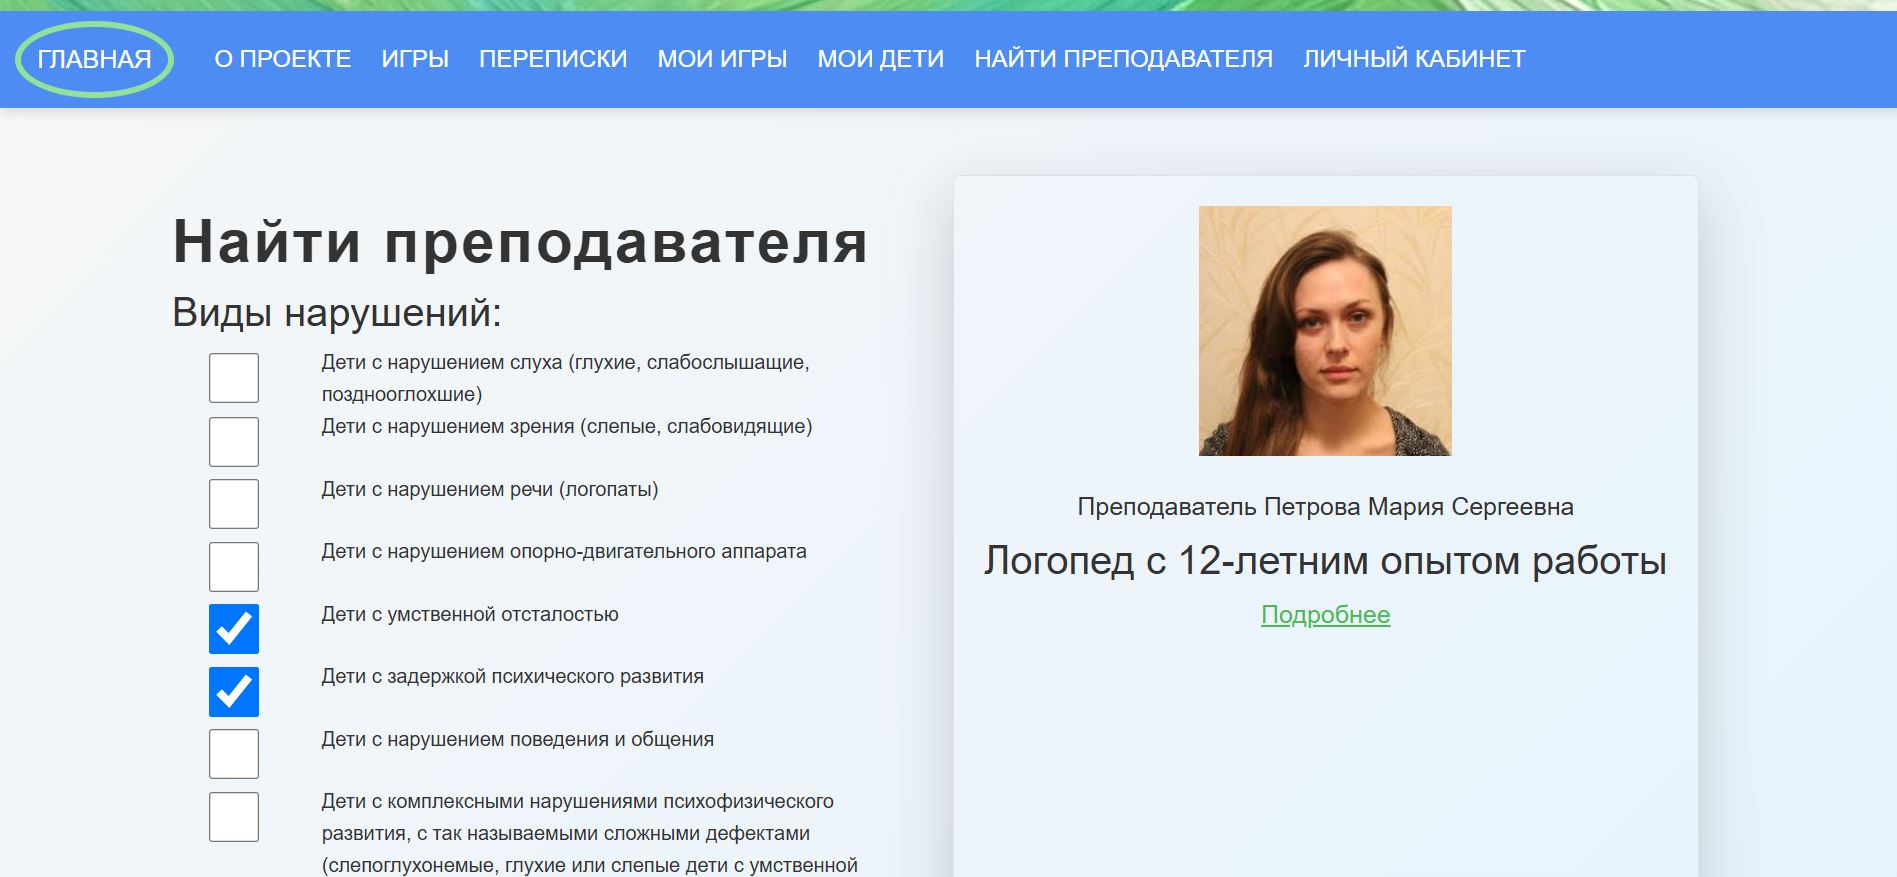 ГЛАВНАЯ О ПРОЕКТЕ ИГРЫ ПЕРЕПИСКИ МОИ ИГРЫ МОИ ДЕТИ НАЙТИ ПРЕПОДАВАТЕЛЯ ЛИЧНЫЙ КАБИНЕТ
Найти преподавателя
Виды нарушений:
Дети с нарушением слуха (глухие, слабослышащие,
позднооглохшие)
Дети с нарушением зрения (слепые, слабовидящие)
Дети с нарушением речи (логопаты)
Дети с нарушением опорно-двигательного аппарата
Дети с умственной отсталостью
Дети с задержкой психического развития
Дети с нарушением поведения и общения
Дети с комплексными нарушениями психофизического
развития, с так называемыми сложными дефектами
(слепоглухонемые, глухие или слепые дети с умственной
Преподаватель Петрова Мария Сергеевна
Логопед с 12-летним опытом работы
Подробнее